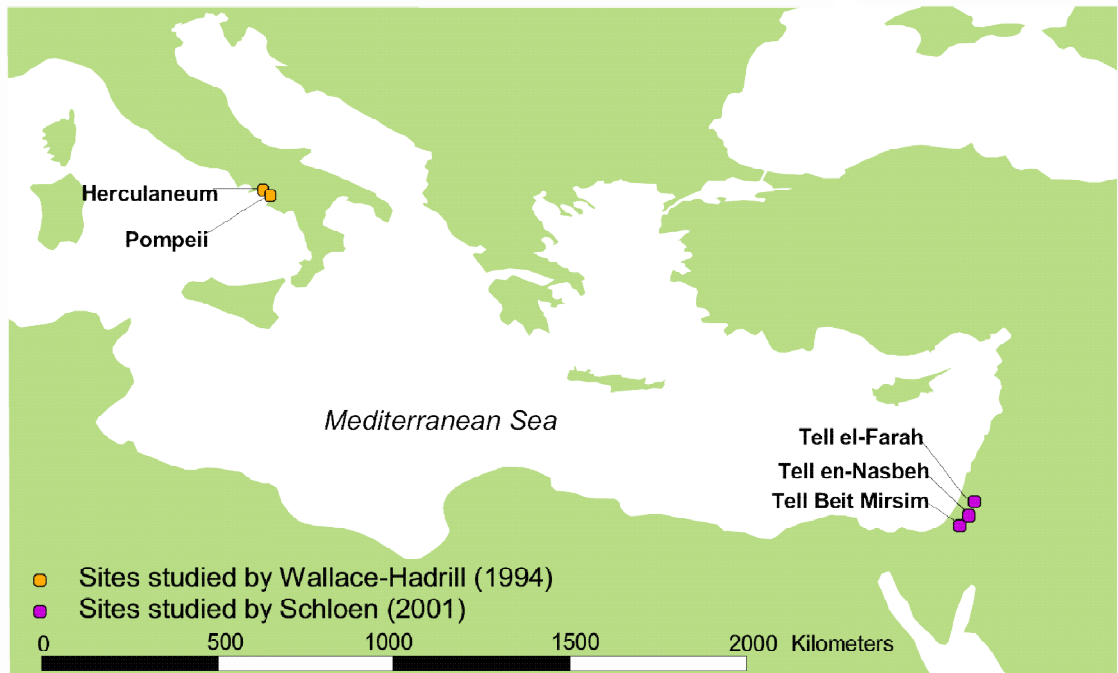 Herculaneum
Pompeii
Mediterranean Sea
Tell el-Farah
Tell en-Nasbeh
Tell Beit Mirsim
Sites studied by Wallace-Hadrill (1994)
Sites studied by Schloen (2001)
0 500 1000 1500 2000 Kilometers